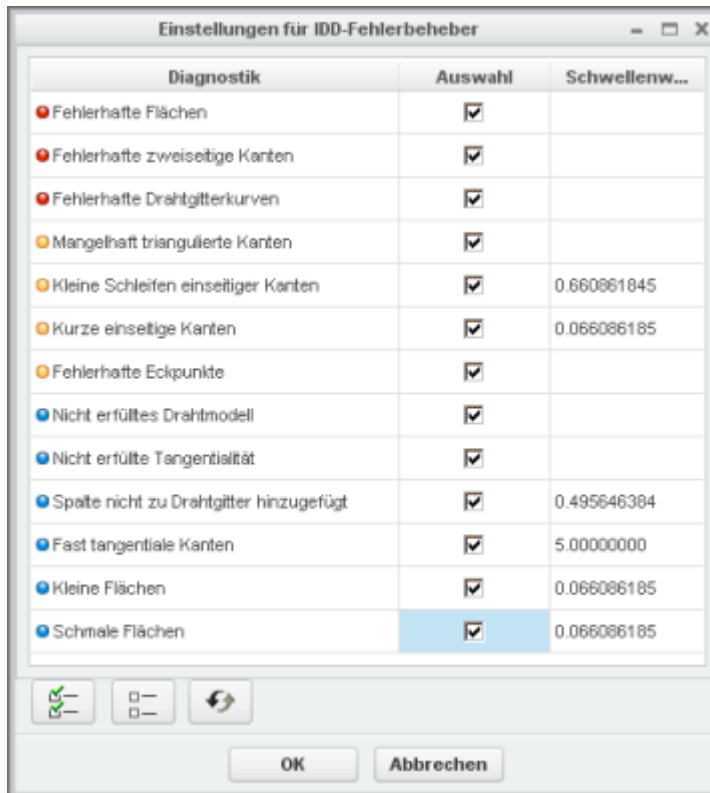 Einstellungen für IDD-Fehlerbeheber
Diagnostik Auswahl Schwellenw...
Fehlerhafte Flächen
Fehlerhafte zweiseitige Kanten
Fehlerhafte Drahtgitterkurven
Mangelhaft triangulierte Kanten
Kleine Schleifen einseitiger Kanten 0.660861845
Kurze einseitige Kanten 0.066086185
Fehlerhafte Eckpunkte
Nicht erfülltes Drahtmodell
Nicht erfüllte Tangentialität
Spalte nicht zu Drahtgitter hinzugefügt 0.495646384
Fast tangentiale Kanten 5.00000000
Kleine Flächen 0.066086185
Schmale Flächen 0.066086185
OK Abbrechen